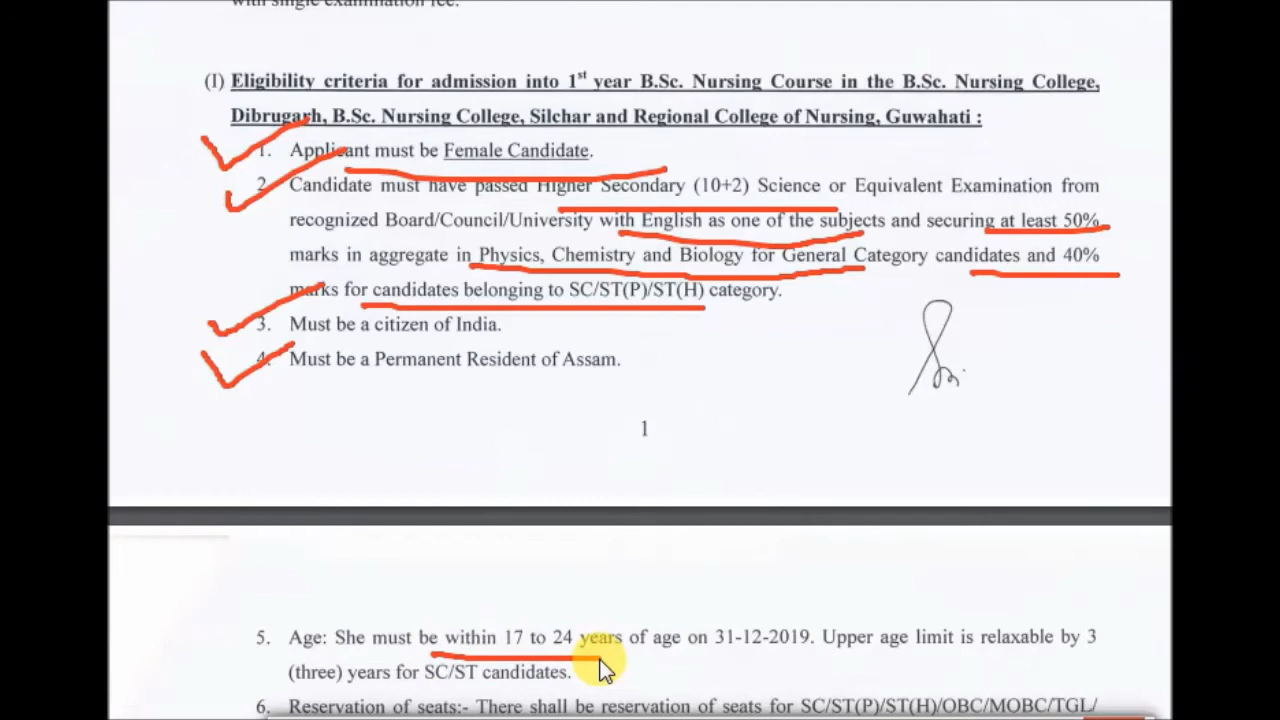 with single examination fee.
(I) Eligibility criteria for admission into 1st year B.Sc. Nursing Course in the B.Sc. Nursing College,
Dibrugarh, B.Sc. Nursing College, Silchar and Regional College of Nursing, Guwahati :
1. Applicant must be Female Candidate.
2. Candidate must have passed Higher Secondary (10+2) Science or Equivalent Examination from
recognized Board/Council/University with English as one of the subjects and securing at least 50%
marks in aggregate in Physics, Chemistry and Biology for General Category candidates and 40%
marks for candidates belonging to SC/ST(P)/ST(H) category.
3. Must be a citizen of India.
4. Must be a Permanent Resident of Assam.
1
5. Age: She must be within 17 to 24 years of age on 31-12-2019. Upper age limit is relaxable by 3
(three) years for SC/ST candidates.
6. Reservation of seats:- There shall be reservation of seats for SC/ST(P)/ST(H)/OBC/MOBC/TGL/